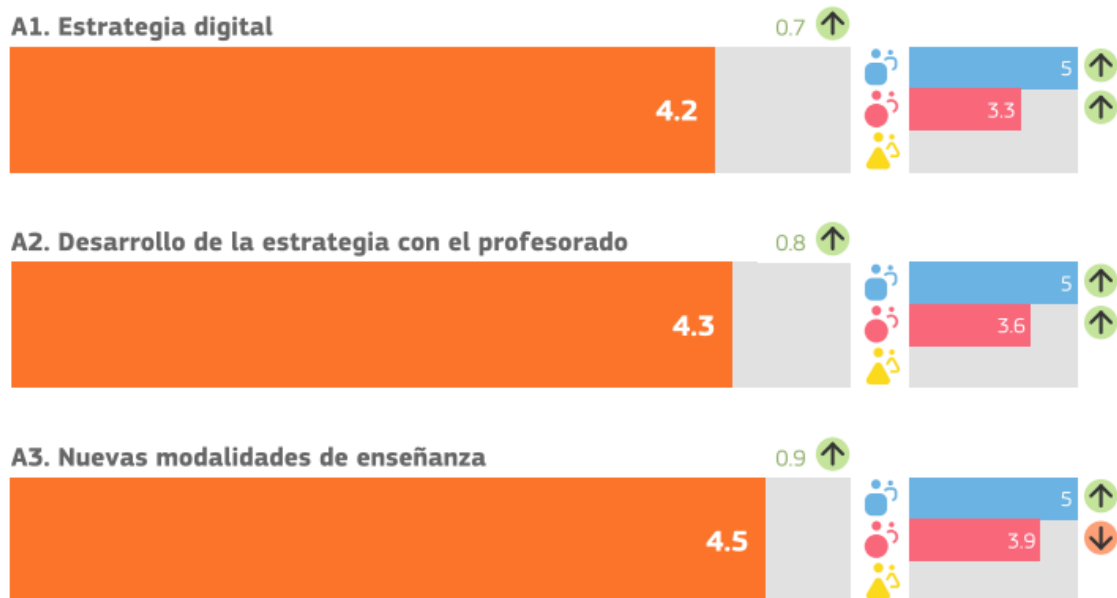 A1. Estrategia digital 0.7
5
4.2 3.3
A2. Desarrollo de la estrategia con el profesorado 0.8
5
4.3 3.6
A3. Nuevas modalidades de enseñanza 0.9
5
4.5 3.9